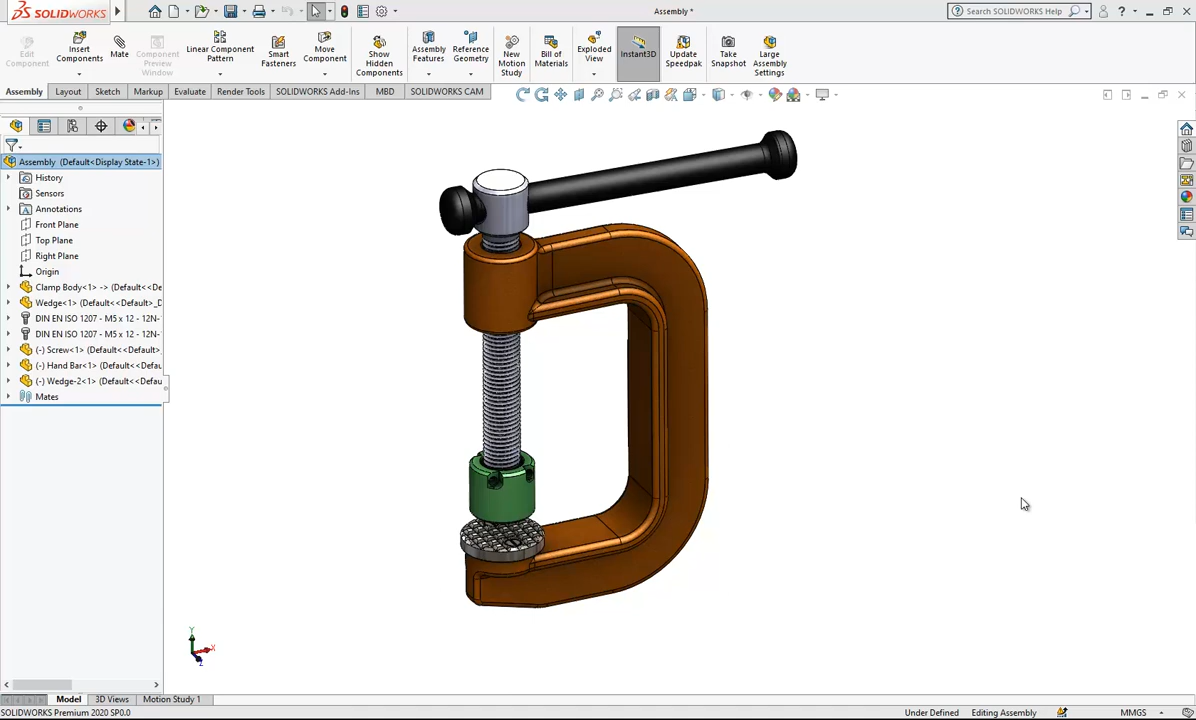 SOLIDWORKS
Assembly *
Search SOLIDWORKS Help
Edit Component
Insert Components
Mate
Component Preview Window
Linear Component Pattern
Smart Fasteners
Move Component
Show Hidden Components
Assembly Features
Reference Geometry
New Motion Study
Bill of Materials
Exploded View
Instant3D
Update Speedpak
Take Snapshot
Large Assembly Settings
Assembly
Layout
Sketch
Markup
Evaluate
Render Tools
SOLIDWORKS Add-Ins
MBD
SOLIDWORKS CAM
Assembly (Default<Display State-1>)
History
Sensors
Annotations
Front Plane
Top Plane
Right Plane
Origin
Clamp Body<1> -> (Default<<De
Wedge<1> (Default<<Default>_D
DIN EN ISO 1207 - M5 x 12 - 12N-
DIN EN ISO 1207 - M5 x 12 - 12N-
(-) Screw<1> (Default<<Default>_
(-) Hand Bar<1> (Default<<Defau
(-) Wedge-2<1> (Default<<Defau
Mates
Y
X
Z
Model
3D Views
Motion Study 1
SOLIDWORKS Premium 2020 SP0.0
Under Defined
Editing Assembly
MMGS